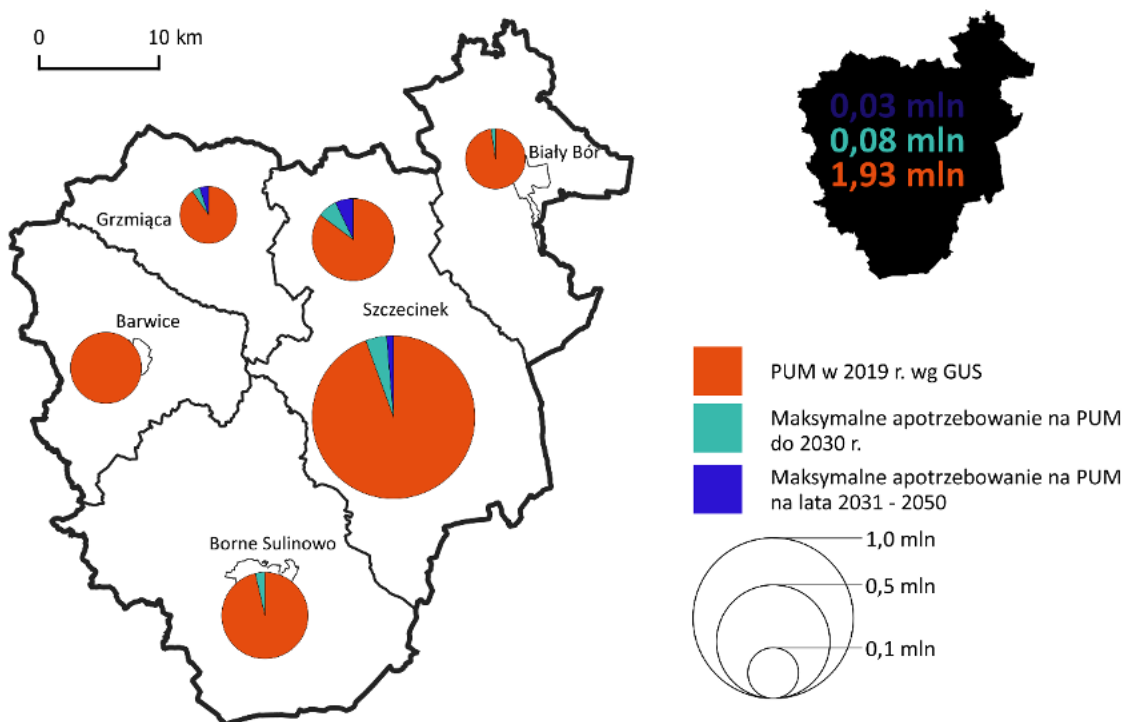 0
10 km
0,03 mln
0,08 mln
1,93 mln
Biały Bór
Grzmiąca
Szczecinek
Barwice
Borne Sulinowo
PUM w 2019 r. wg GUS
Maksymalne apotrzebowanie na PUM
do 2030 r.
Maksymalne apotrzebowanie na PUM
na lata 2031 - 2050
1,0 mln
0,5 mln
0,1 mln